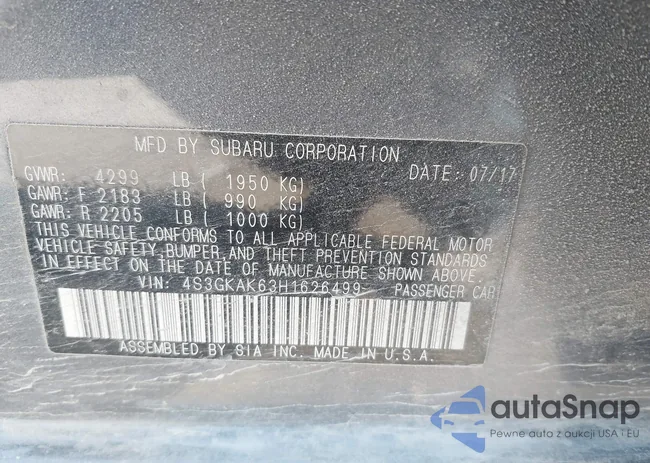 MFD BY SUBARU CORPORATION
DATE: 07/17
GVWR: 4299 LB ( 1950 KG)
GAWR: F 2183 LB ( 990 KG)
GAWR: R 2205 LB ( 1000 KG)
THIS VEHICLE CONFORMS TO ALL APPLICABLE FEDERAL MOTOR
VEHICLE SAFETY, BUMPER, AND THEFT PREVENTION STANDARDS
IN EFFECT ON THE DATE OF MANUFACTURE SHOWN ABOVE.
VIN: 4S3GKAK63H1626499 PASSENGER CAR
ASSEMBLED BY SIA INC. MADE IN U.S.A.
autaSnap
Pewne auta z aukcji USA i EU